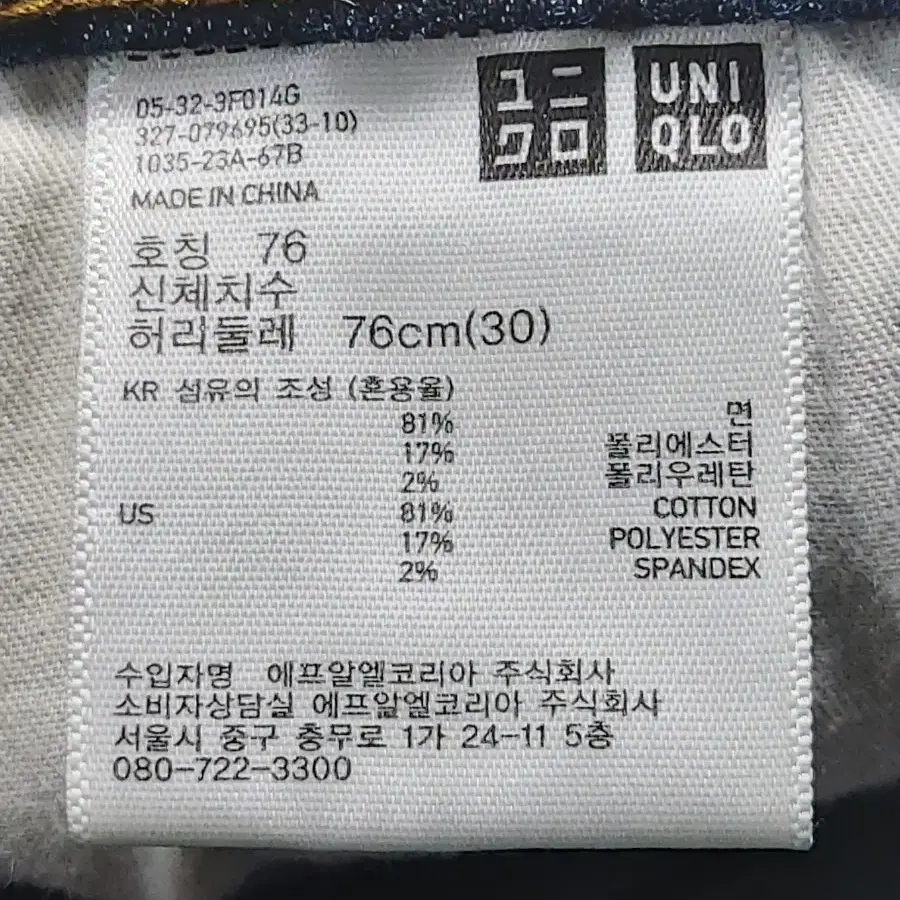 05-32-3F014G
327-079695(33-10)
1035-23A-67B
MADE IN CHINA
ユニ
クロ
UNI
QLO
호칭 76
신체치수
허리둘레 76cm(30)
KR 섬유의 조성 (혼용율)
81% 면
17% 폴리에스터
2% 폴리우레탄
US 81% COTTON
17% POLYESTER
2% SPANDEX
수입자명 에프알엘코리아 주식회사
소비자상담실 에프알엘코리아 주식회사
서울시 중구 충무로 1가 24-11 5층
080-722-3300